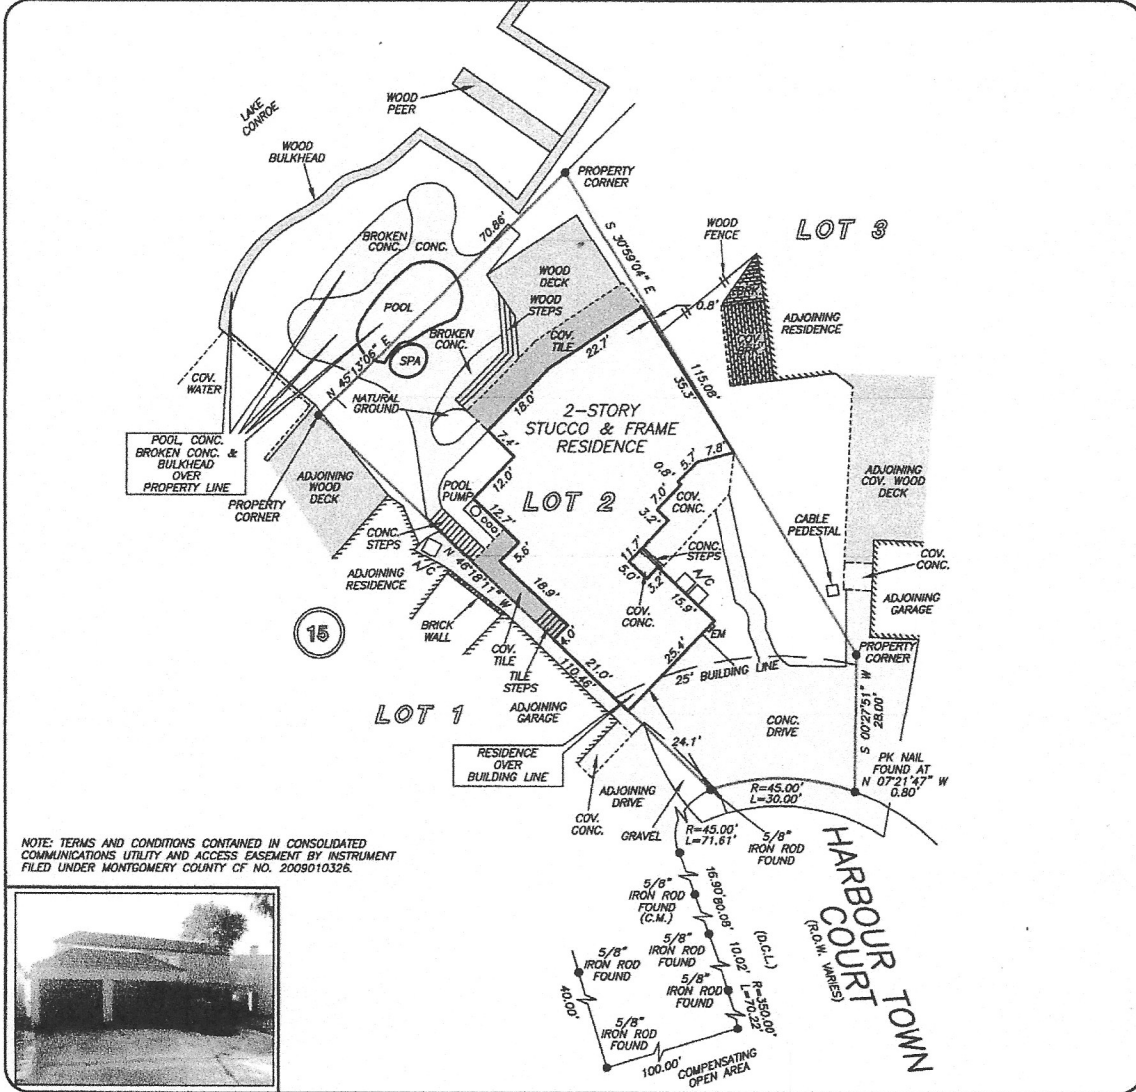 LAKE
CONROE
WOOD
PEER
WOOD
BULKHEAD
PROPERTY
CORNER
WOOD
FENCE
LOT 3
BROKEN
CONC.
CONC.
70.86'
S 30'59'04" E
WOOD
DECK
WOOD
STEPS
POOL
0.8'
ADJOINING
RESIDENCE
COV.
CONC.
BROKEN
CONC.
COV.
TILE
22.7'
SPA
N 45'13'06" E
COV.
WATER
NATURAL
GROUND
18.0'
115.08'
35.3'
2-STORY
STUCCO & FRAME
RESIDENCE
POOL, CONC.
BROKEN CONC. &
BULKHEAD
OVER
PROPERTY LINE
7.4'
12.0'
7.8'
5.7'
0.8'
7.0'
3.2'
COV.
CONC.
ADJOINING
WOOD
DECK
POOL
PUMP
LOT 2
ADJOINING
COV. WOOD
DECK
PROPERTY
CORNER
12.7'
5.6'
CABLE
PEDESTAL
CONC.
STEPS
11.7'
5.0'
3.2'
CONC.
STEPS
A/C
15.9'
COV.
CONC.
ADJOINING
RESIDENCE
A/C
N 46'18'11" W
18.9'
COV.
CONC.
ADJOINING
GARAGE
15
BRICK
WALL
EM
4.0'
COV.
TILE
TILE
STEPS
21.0'
110.46'
25.4'
25' BUILDING LINE
PROPERTY
CORNER
LOT 1
ADJOINING
GARAGE
S 00'27'51" W
28.00'
CONC.
DRIVE
RESIDENCE
OVER
BUILDING LINE
24.1'
PK NAIL
FOUND AT
N 07'21'47" W
0.80'
ADJOINING
DRIVE
R=45.00'
L=30.00'
COV.
CONC.
GRAVEL
R=45.00'
L=71.61'
5/8"
IRON ROD
FOUND
NOTE: TERMS AND CONDITIONS CONTAINED IN CONSOLIDATED
COMMUNICATIONS UTILITY AND ACCESS EASEMENT BY INSTRUMENT
FILED UNDER MONTGOMERY COUNTY CF NO. 2009010326.
HARBOUR TOWN
COURT
(R.O.W. VARIES)
5/8"
IRON ROD
FOUND
(C.M.)
16.90'
80.08'
10.02'
(D.C.L.)
R=350.00'
L=70.22'
5/8"
IRON ROD
FOUND
5/8"
IRON ROD
FOUND
5/8"
IRON ROD
FOUND
40.00'
5/8"
IRON ROD
FOUND
100.00'
COMPENSATING
OPEN AREA